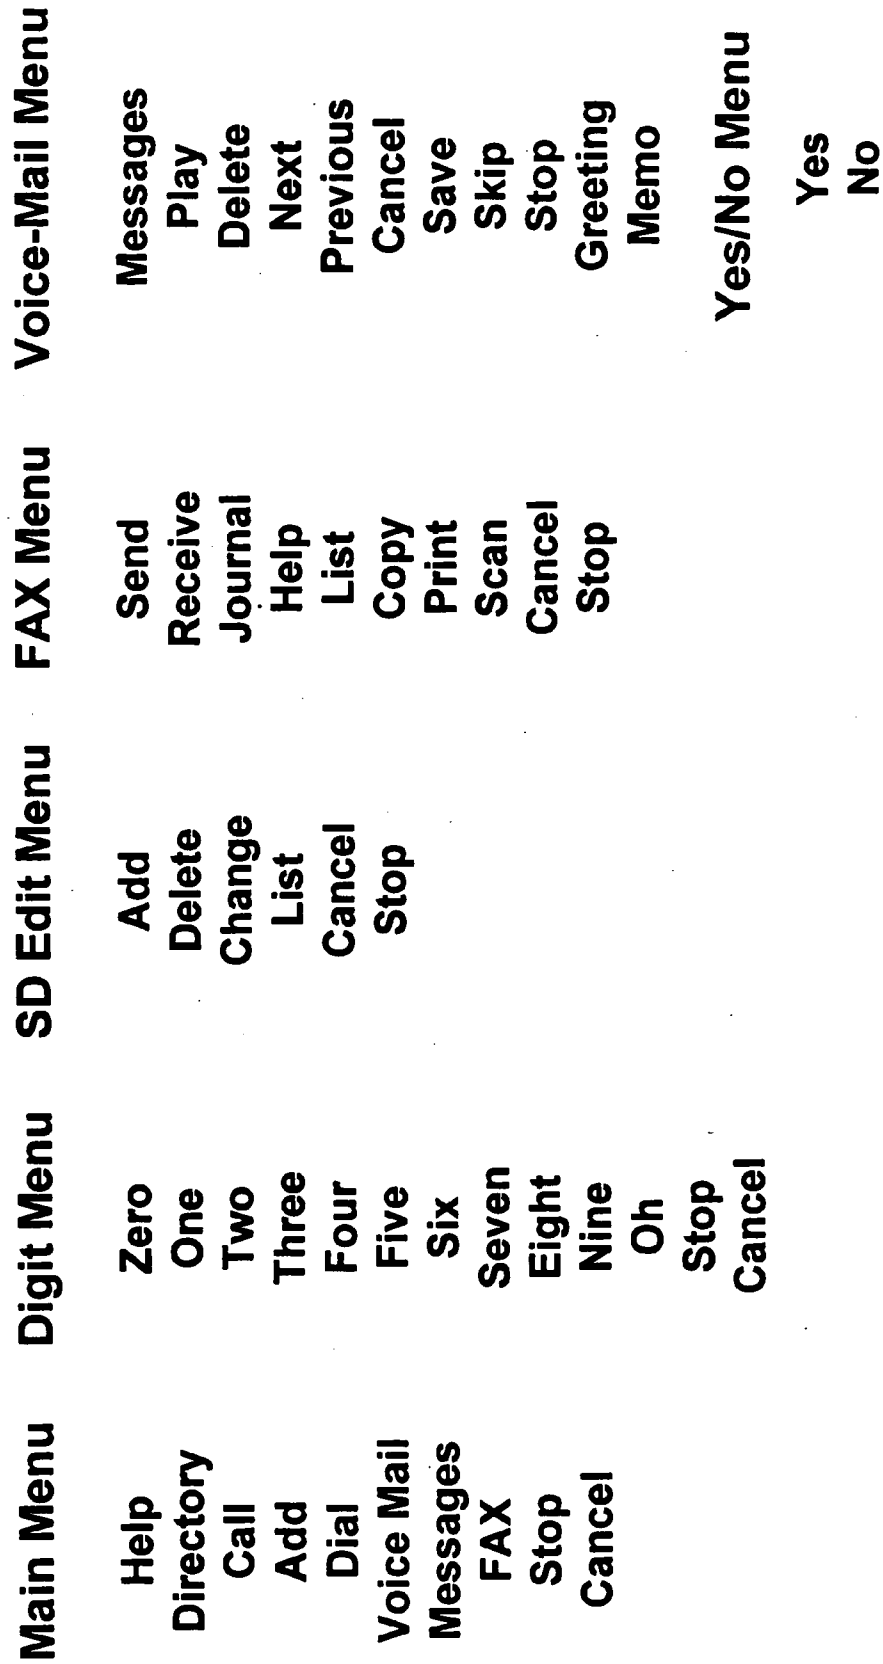 Main Menu
Help
Directory
Call
Add
Dial
Voice Mail
Messages
FAX
Stop
Cancel
Digit Menu
Zero
One
Two
Three
Four
Five
Six
Seven
Eight
Nine
Oh
Stop
Cancel
SD Edit Menu
Add
Delete
Change
List
Cancel
Stop
FAX Menu
Send
Receive
Journal
Help
List
Copy
Print
Scan
Cancel
Stop
Voice-Mail Menu
Messages
Play
Delete
Next
Previous
Cancel
Save
Skip
Stop
Greeting
Memo
Yes/No Menu
Yes
No